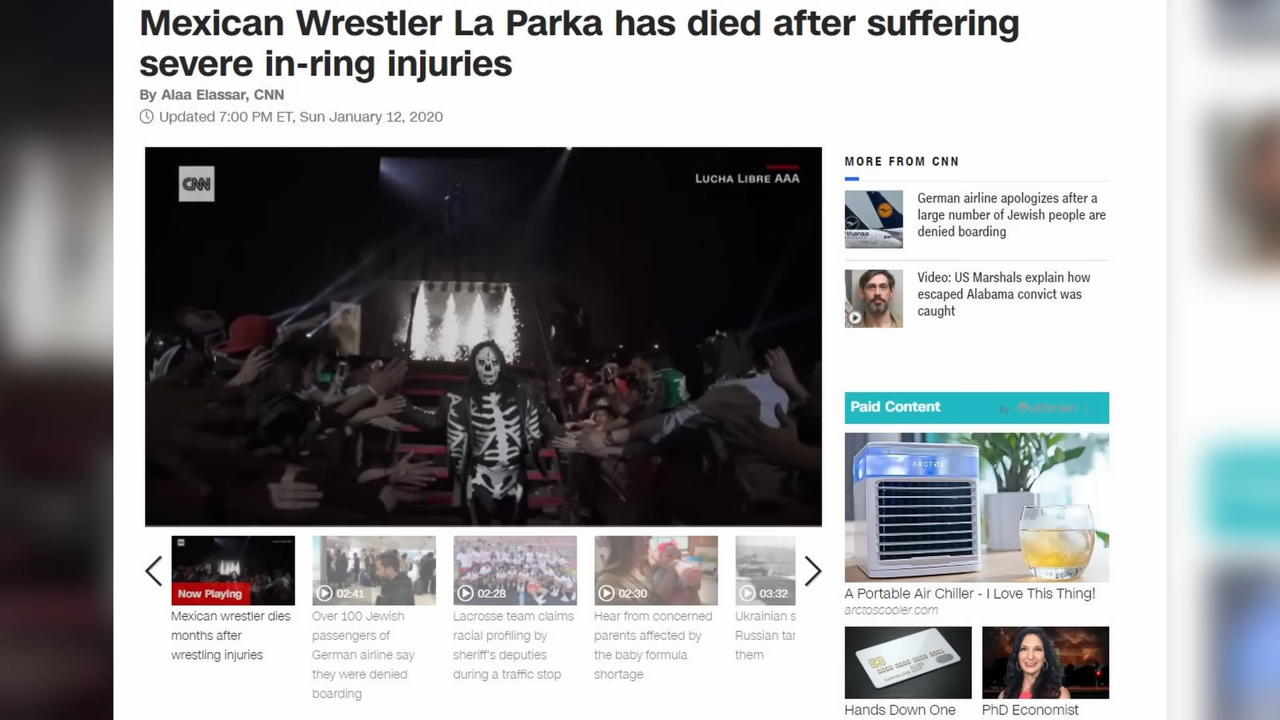 Mexican Wrestler La Parka has died after suffering
severe in-ring injuries
By Alaa Elassar, CNN
Updated 7:00 PM ET, Sun January 12, 2020
CNN
LUCHA LIBRE AAA
MORE FROM CNN
German airline apologizes after a
large number of Jewish people are
denied boarding
Video: US Marshals explain how
escaped Alabama convict was
caught
Paid Content
by Outbrain
ARCTOS
A Portable Air Chiller - I Love This Thing!
arctoscooler.com
Hands Down One
PhD Economist
Now Playing
Mexican wrestler dies
months after
wrestling injuries
02:41
Over 100 Jewish
passengers of
German airline say
they were denied
boarding
02:28
Lacrosse team claims
racial profiling by
sheriff's deputies
during a traffic stop
02:30
Hear from concerned
parents affected by
the baby formula
shortage
03:32
Ukrainian s
Russian tar
them